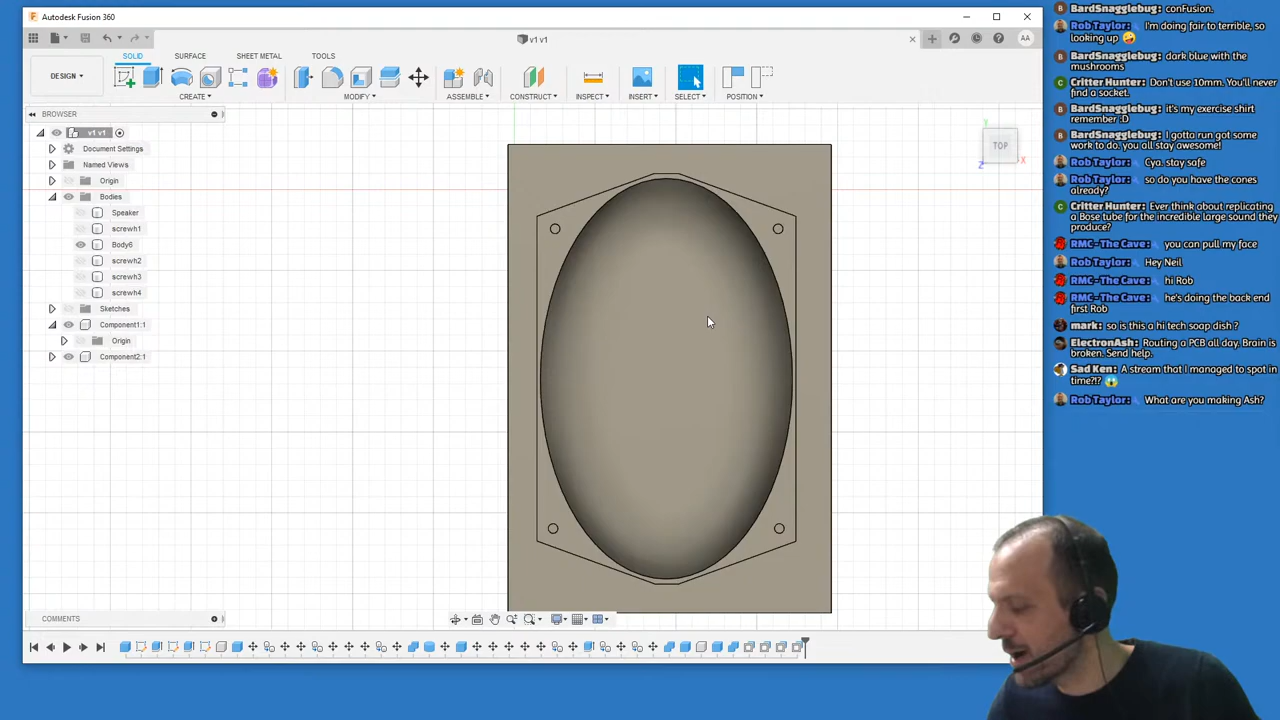 Autodesk Fusion 360
v1 v1
AA
SOLID
SURFACE
SHEET METAL
TOOLS
DESIGN
CREATE
MODIFY
ASSEMBLE
CONSTRUCT
INSPECT
INSERT
SELECT
POSITION
BROWSER
v1 v1
Document Settings
Named Views
Origin
Bodies
Speaker
screwh1
Body6
screwh2
screwh3
screwh4
Sketches
Component1:1
Origin
Component2:1
TOP
Y
X
Z
COMMENTS
BardSnagglebug: conFusion.
Rob Taylor: I'm doing fair to terrible, so
looking up
BardSnagglebug: dark blue with the
mushrooms
Critter Hunter: Don't use 10mm. You'll never
find a socket.
BardSnagglebug: it's my exercise shirt
remember :D
BardSnagglebug: I gotta run got some
work to do. you all stay awesome!
Rob Taylor: Cya. stay safe
Rob Taylor: so do you have the cones
already?
Critter Hunter: Ever think about replicating
a Bose tube for the incredible large sound they
produce?
RMC - The Cave: you can pull my face
Rob Taylor: Hey Neil
RMC - The Cave: hi Rob
RMC - The Cave: he's doing the back end
first Rob
mark: so is this a hi tech soap dish ?
ElectronAsh: Routing a PCB all day. Brain is
broken. Send help.
Sad Ken: A stream that I managed to spot in
time?!?
Rob Taylor: What are you making Ash?